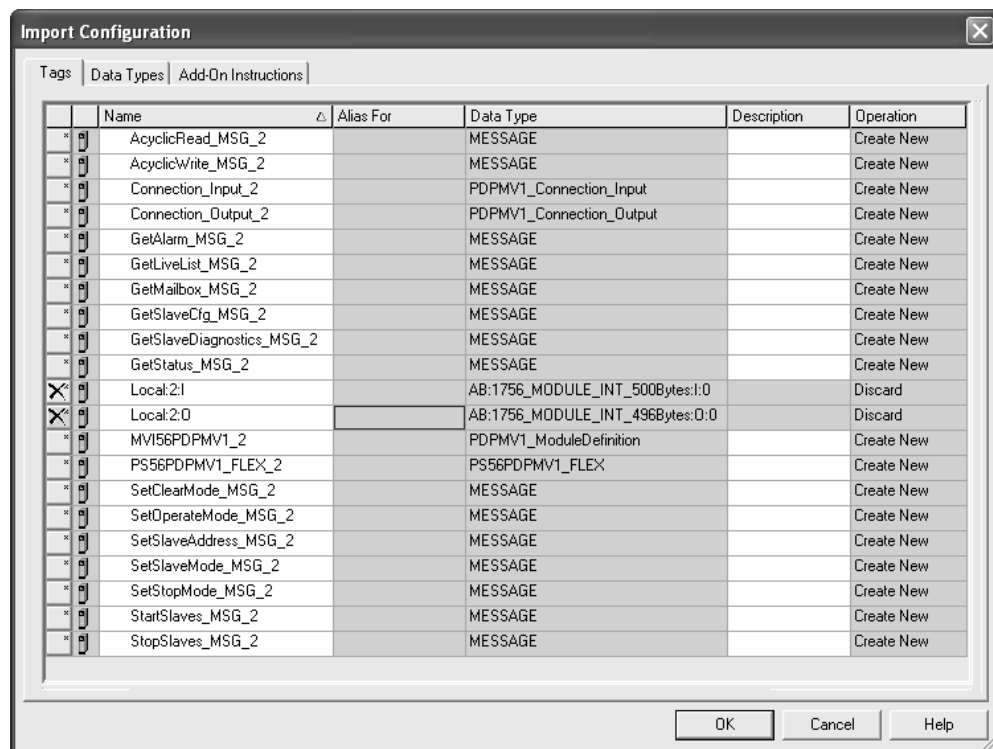 Import Configuration
Tags Data Types Add-On Instructions
Name Alias For Data Type Description Operation
AcyclicRead_MSG_2 MESSAGE Create New
AcyclicWrite_MSG_2 MESSAGE Create New
Connection_Input_2 PDPMV1_Connection_Input Create New
Connection_Output_2 PDPMV1_Connection_Output Create New
GetAlarm_MSG_2 MESSAGE Create New
GetLiveList_MSG_2 MESSAGE Create New
GetMailbox_MSG_2 MESSAGE Create New
GetSlaveCfg_MSG_2 MESSAGE Create New
GetSlaveDiagnostics_MSG_2 MESSAGE Create New
GetStatus_MSG_2 MESSAGE Create New
Local:2:I AB:1756_MODULE_INT_500Bytes:I:0 Discard
Local:2:O AB:1756_MODULE_INT_496Bytes:O:0 Discard
MVI56PDPMV1_2 PDPMV1_ModuleDefinition Create New
PS56PDPMV1_FLEX_2 PS56PDPMV1_FLEX Create New
SetClearMode_MSG_2 MESSAGE Create New
SetOperateMode_MSG_2 MESSAGE Create New
SetSlaveAddress_MSG_2 MESSAGE Create New
SetSlaveMode_MSG_2 MESSAGE Create New
SetStopMode_MSG_2 MESSAGE Create New
StartSlaves_MSG_2 MESSAGE Create New
StopSlaves_MSG_2 MESSAGE Create New
OK Cancel Help